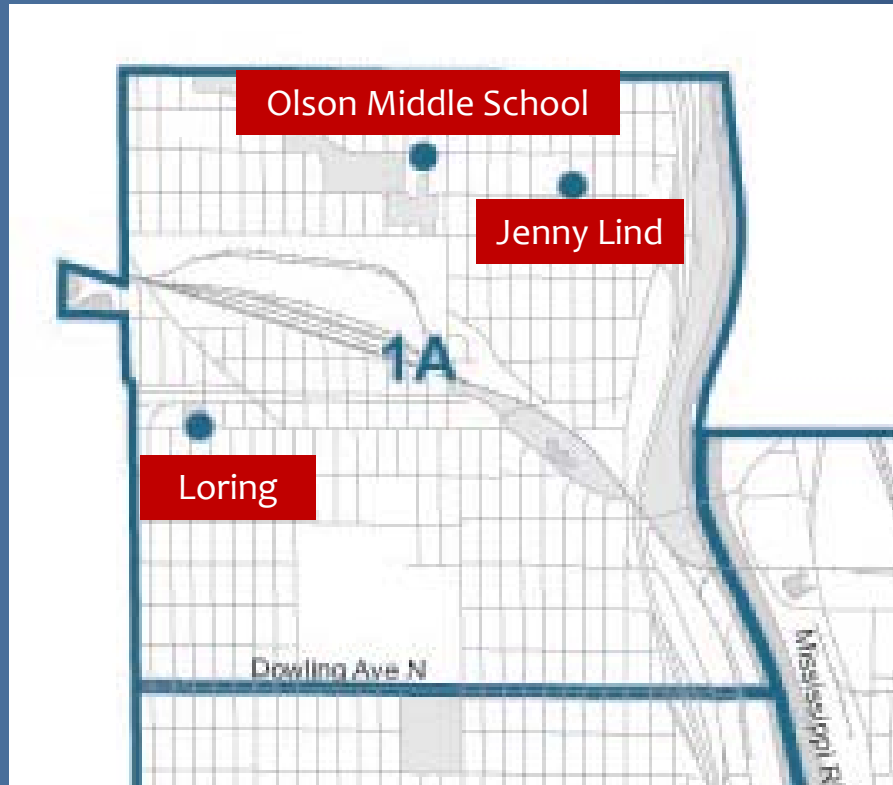 Olson Middle School
Jenny Lind
1A
Loring
Dowling Ave N
Mississippi R